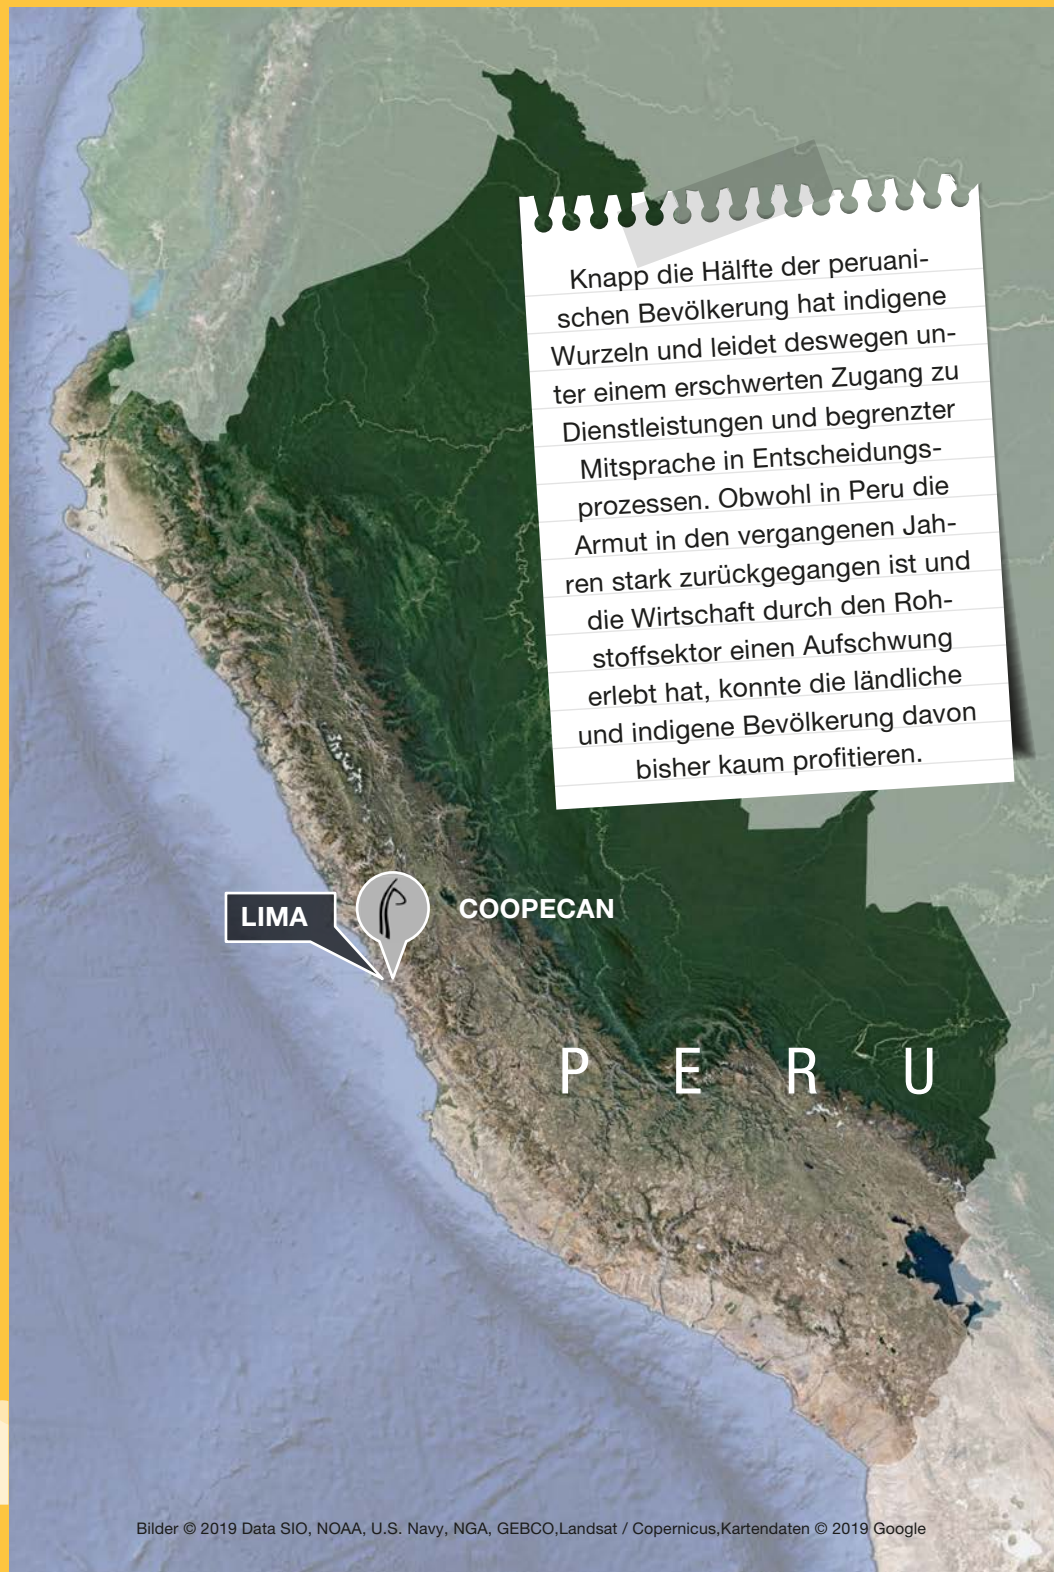 Knapp die Hälfte der peruani-
schen Bevölkerung hat indigene
Wurzeln und leidet deswegen un-
ter einem erschwerten Zugang zu
Dienstleistungen und begrenzter
Mitsprache in Entscheidungs-
prozessen. Obwohl in Peru die
Armut in den vergangenen Jah-
ren stark zurückgegangen ist und
die Wirtschaft durch den Roh-
stoffsektor einen Aufschwung
erlebt hat, konnte die ländliche
und indigene Bevölkerung davon
bisher kaum profitieren.
LIMA
COOPECAN
PERU
Bilder © 2019 Data SIO, NOAA, U.S. Navy, NGA, GEBCO,Landsat / Copernicus,Kartendaten © 2019 Google